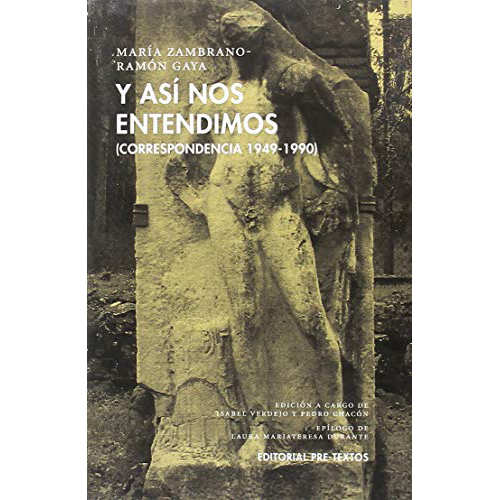 MARÍA ZAMBRANO-
RAMÓN GAYA
Y ASÍ NOS
ENTENDIMOS
(CORRESPONDENCIA 1949-1990)
EDICIÓN A CARGO DE
ISABEL VERDEJO Y PEDRO CHACÓN
EPÍLOGO DE
LAURA MARIATERESA DURANTE
EDITORIAL PRE-TEXTOS